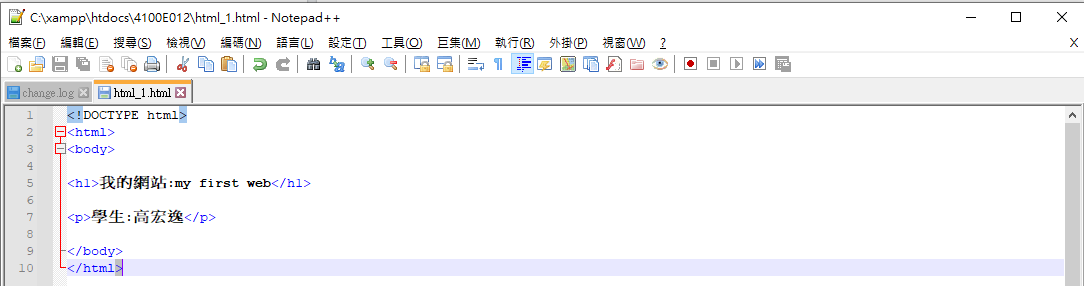 C:\xampp\htdocs\4100E012\html_1.html - Notepad++
檔案(F) 編輯(E) 搜尋(S) 檢視(V) 編碼(N) 語言(L) 設定(T) 工具(O) 巨集(M) 執行(R) 外掛(P) 視窗(W) ? X
change.log html_1.html
1 <!DOCTYPE html>
2 <html>
3 <body>
4
5 <h1>我的網站:my first web</h1>
6
7 <p>學生:高宏逸</p>
8
9 </body>
10 </html>